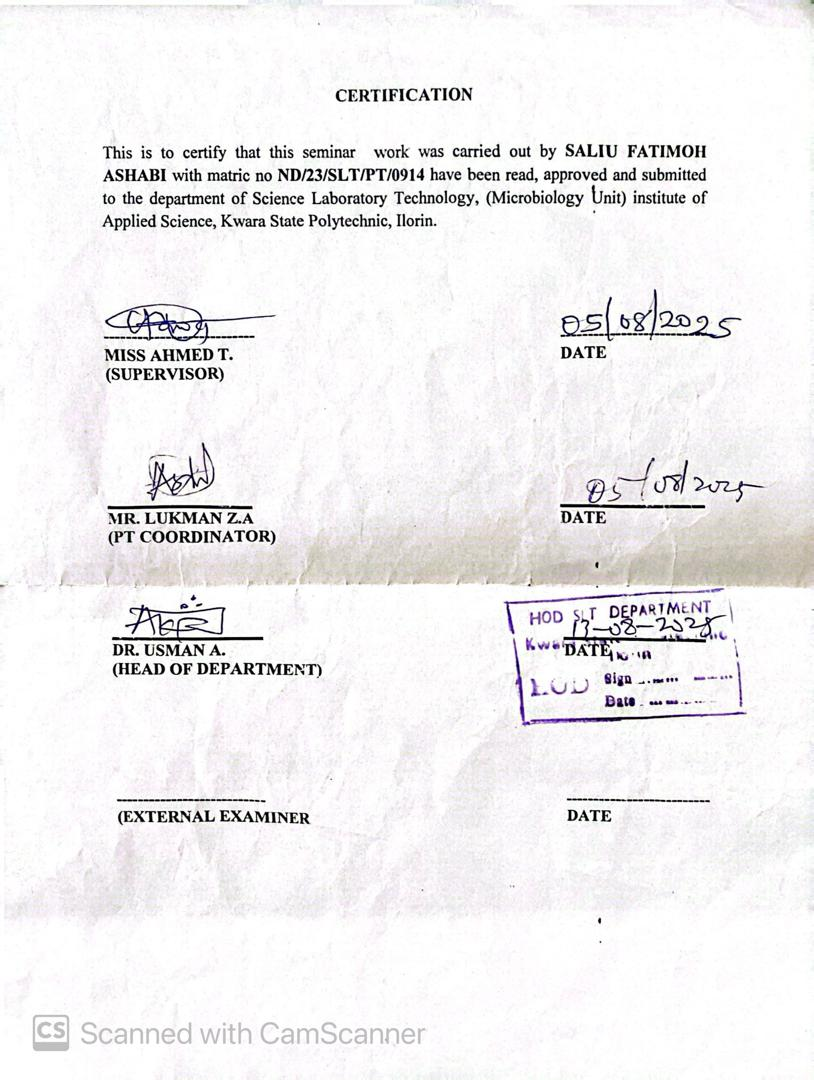 CERTIFICATION
This is to certify that this seminar work was carried out by SALIU FATIMOH
ASHABI with matric no ND/23/SLT/PT/0914 have been read, approved and submitted
to the department of Science Laboratory Technology, (Microbiology Unit) institute of
Applied Science, Kwara State Polytechnic, Ilorin.
05/08/2025
MISS AHMED T. DATE
(SUPERVISOR)
05/08/2025
MR. LUKMAN Z.A DATE
(PT COORDINATOR)
HOD SLT DEPARTMENT
13-08-2025
DR. USMAN A. DATE
(HEAD OF DEPARTMENT)
Sign
Date
(EXTERNAL EXAMINER DATE
CS Scanned with CamScanner